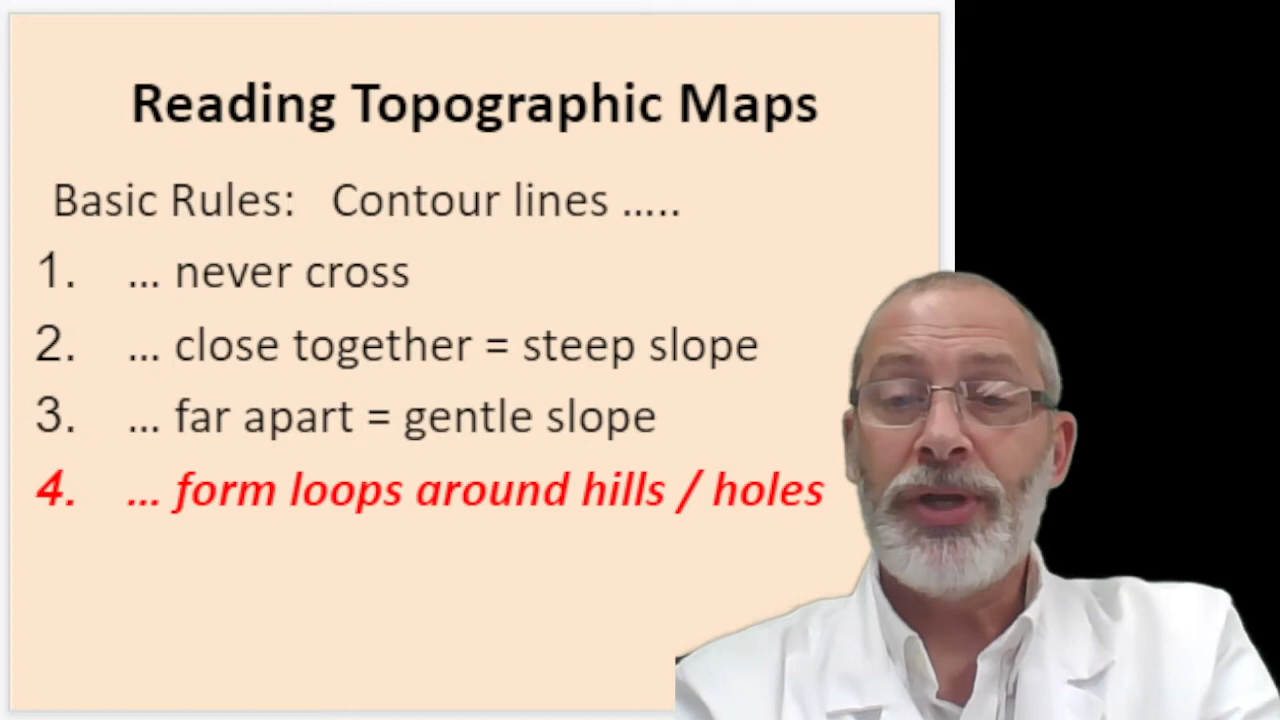 Reading Topographic Maps
Basic Rules: Contour lines .....
1. ... never cross
2. ... close together = steep slope
3. ... far apart = gentle slope
4. ... form loops around hills / holes